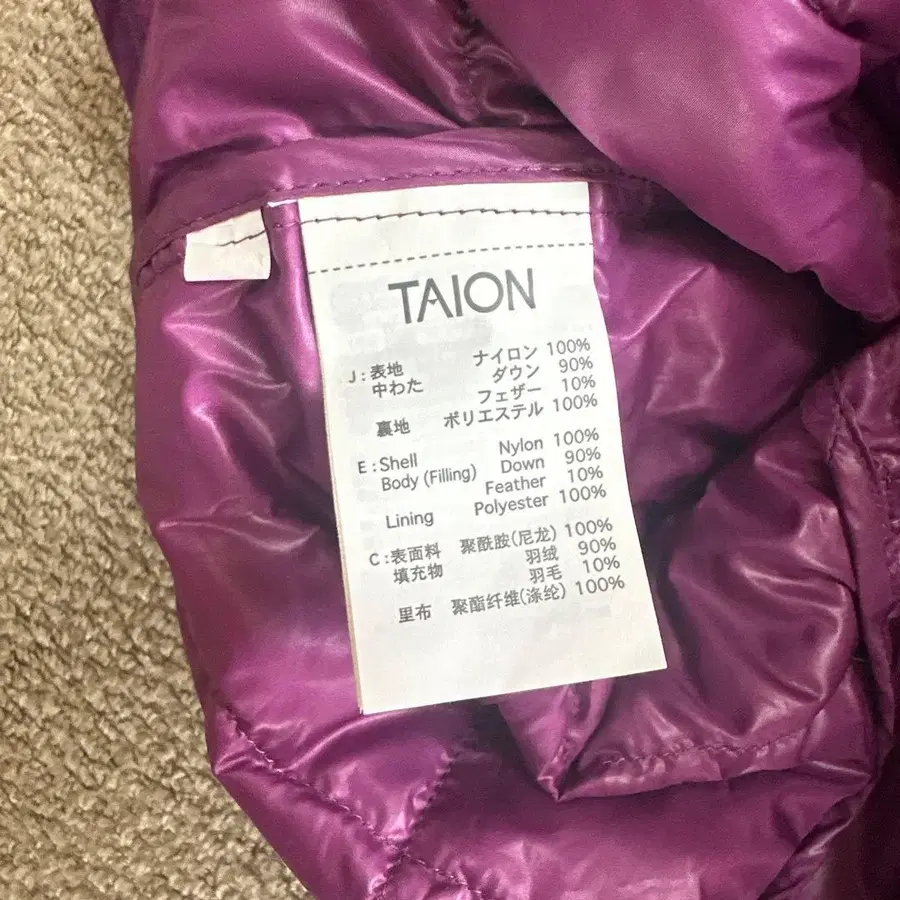 TAION
J : 表地 ナイロン 100%
中わた ダウン 90%
フェザー 10%
裏地 ポリエステル 100%
E : Shell Nylon 100%
Body (Filling) Down 90%
Feather 10%
Lining Polyester 100%
C : 表面料 聚酰胺(尼龙) 100%
填充物 羽绒 90%
羽毛 10%
里布 聚酯纤维(涤纶) 100%